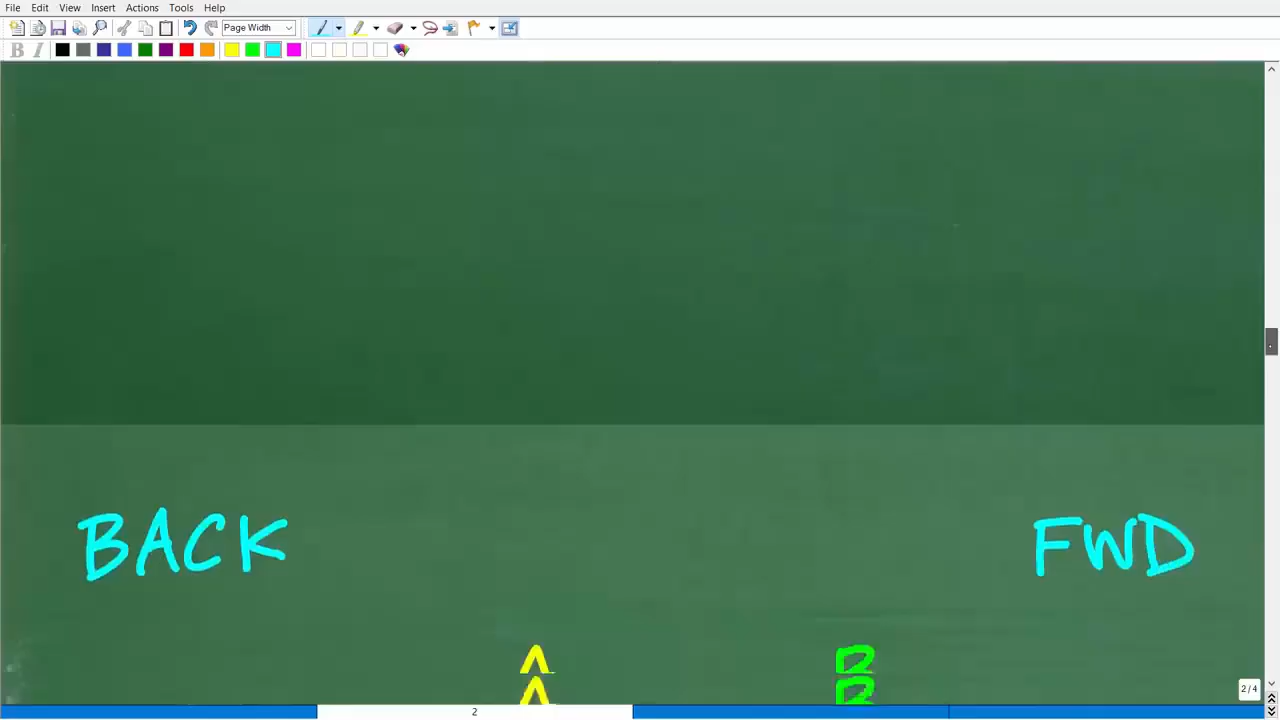 File Edit View Insert Actions Tools Help
Page Width
B I
BACK FWD
A B
A B
2/4
2